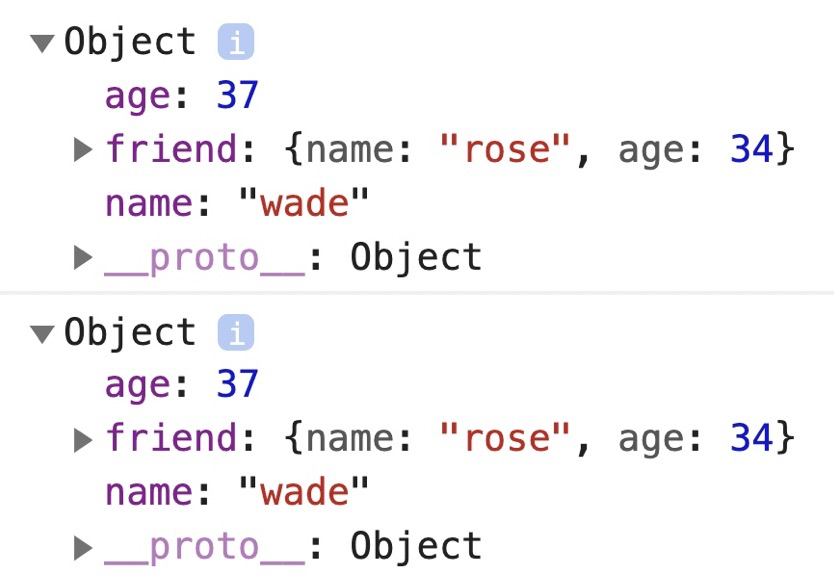 ▼Object i
age: 37
▶friend: {name: "rose", age: 34}
name: "wade"
▶__proto__: Object
▼Object i
age: 37
▶friend: {name: "rose", age: 34}
name: "wade"
▶__proto__: Object